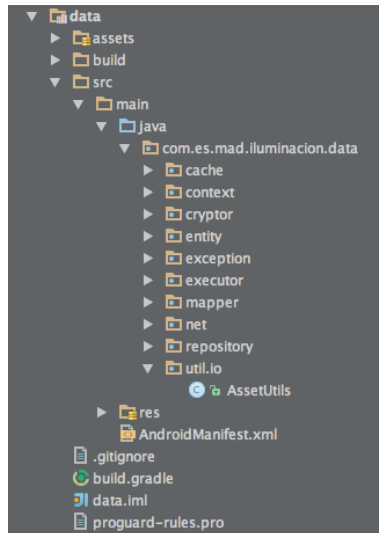 data
assets
build
src
main
java
com.es.mad.iluminacion.data
cache
context
cryptor
entity
exception
executor
mapper
net
repository
util.io
AssetUtils
res
AndroidManifest.xml
.gitignore
build.gradle
data.iml
proguard-rules.pro